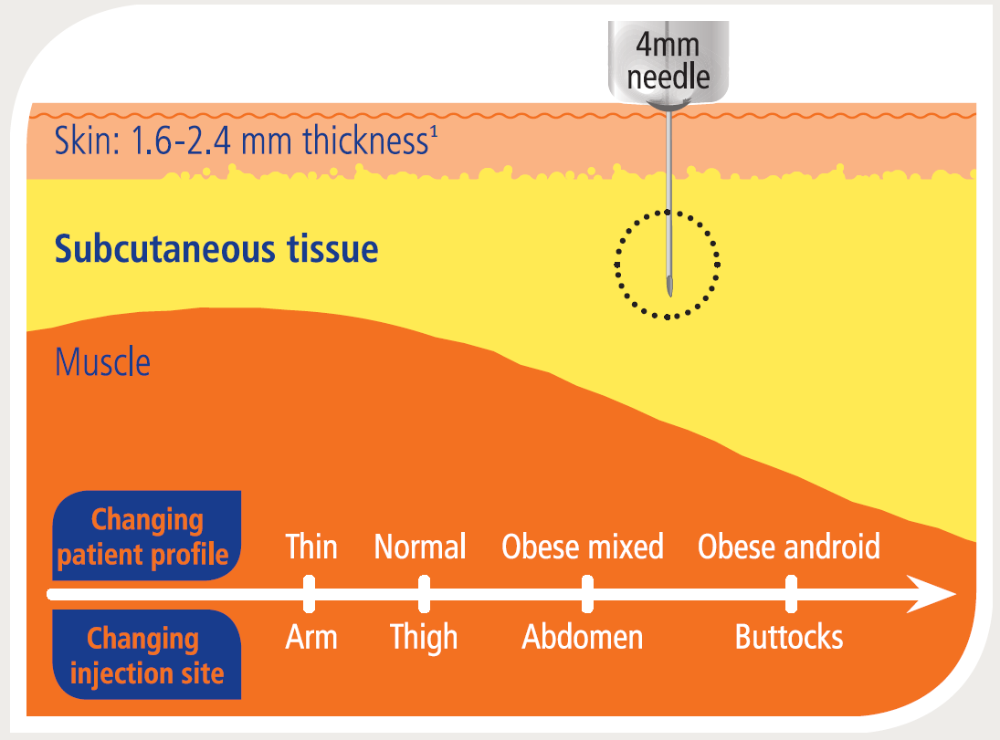 4mm
needle
Skin: 1.6-2.4 mm thickness¹
Subcutaneous tissue
Muscle
Changing
patient profile
Thin Normal Obese mixed Obese android
Arm Thigh Abdomen Buttocks
Changing
injection site